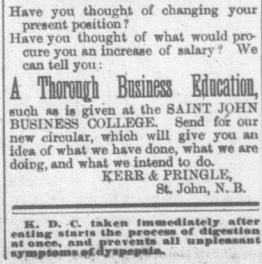 Have you thought of changing your
present position?
Have you thought of what would pro-
cure you an increase of salary? We
can tell you:
A Thorough Business Education,
such as is given at the SAINT JOHN
BUSINESS COLLEGE. Send for our
new circular, which will give you an
idea of what we have done, what we are
doing, and what we intend to do.
KERR & PRINGLE,
St. John, N. B.
K. D. C. taken immediately after
eating starts the process of digestion
at once, and prevents all unpleasant
symptoms of dyspepsia.